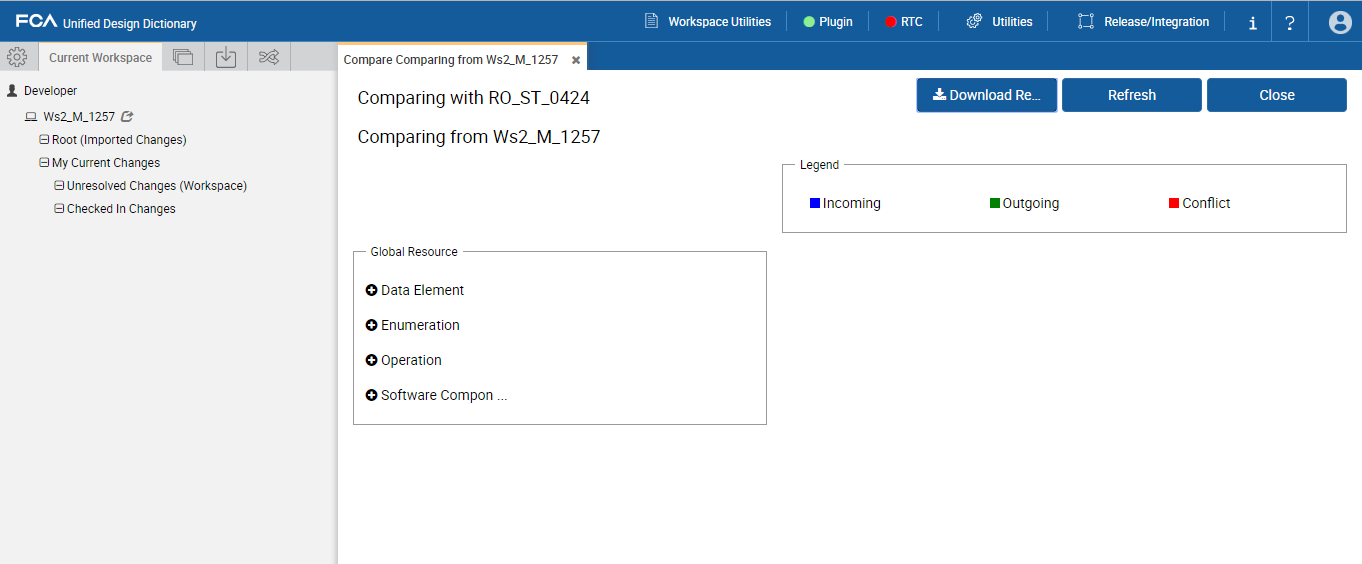 FCA Unified Design Dictionary
Workspace Utilities
Plugin
RTC
Utilities
Release/Integration
i
?
Current Workspace
Compare Comparing from Ws2_M_1257
Developer
Ws2_M_1257
Root (Imported Changes)
My Current Changes
Unresolved Changes (Workspace)
Checked In Changes
Comparing with RO_ST_0424
Download Re...
Refresh
Close
Comparing from Ws2_M_1257
Legend
Incoming
Outgoing
Conflict
Global Resource
Data Element
Enumeration
Operation
Software Compon ...